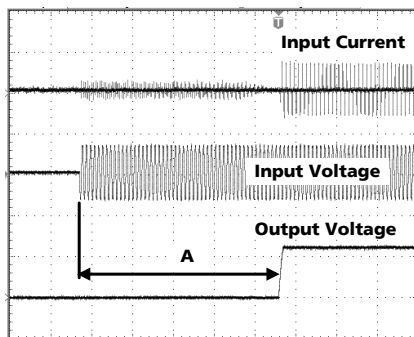 T
Input Current
Input Voltage
Output Voltage
A